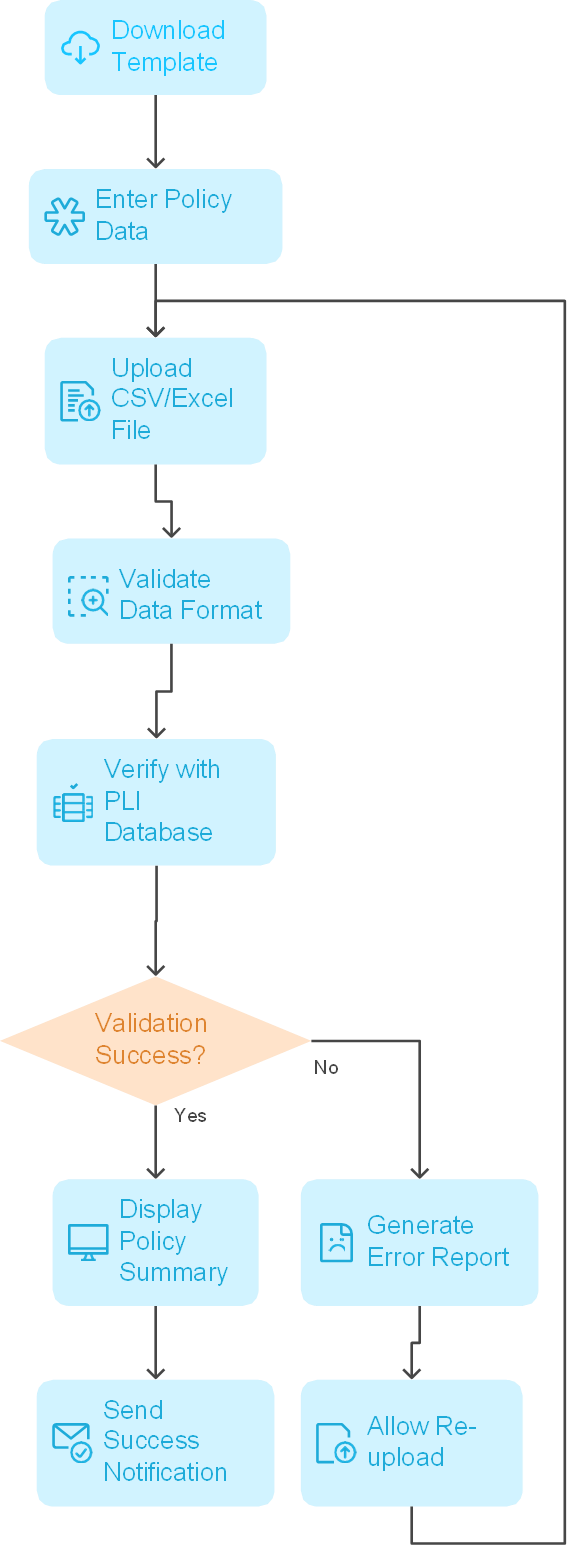 Download
Template
Enter Policy
Data
Upload
CSV/Excel
File
Validate
Data Format
Verify with
PLI
Database
Validation
Success?
No
Yes
Display
Policy
Summary
Generate
Error Report
Send
Success
Notification
Allow Re-
upload